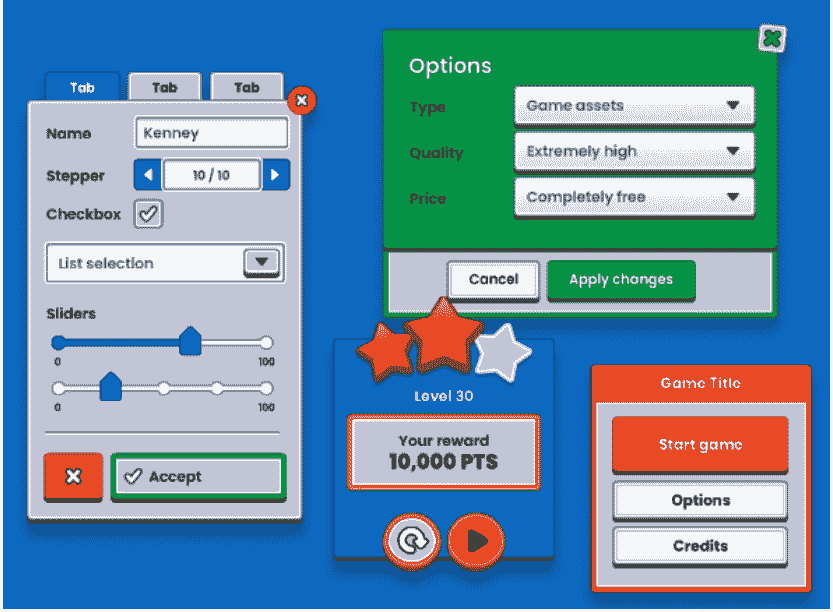 Tab Tab Tab
Name Kenney
Stepper 10 / 10
Checkbox
List selection
Sliders
0 100
0 100
Accept
Options
Type Game assets
Quality Extremely high
Price Completely free
Cancel Apply changes
Level 30
Your reward
10,000 PTS
Game Title
Start game
Options
Credits